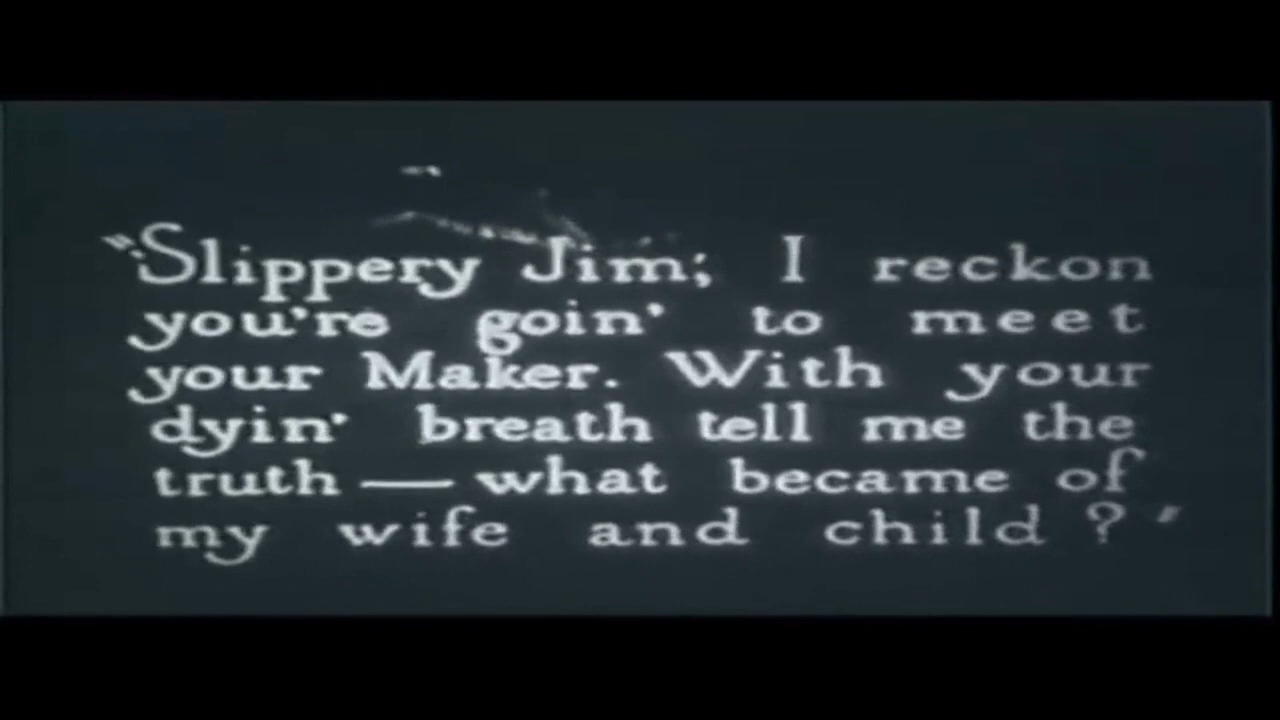 "Slippery Jim; I reckon
you're goin' to meet
your Maker. With your
dyin' breath tell me the
truth — what became of
my wife and child?"